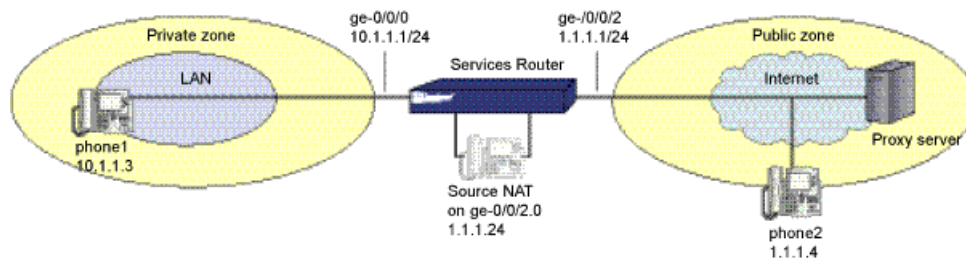 ge-0/0/0
10.1.1.1/24
ge-/0/0/2
1.1.1.1/24
Private zone
Public zone
LAN
Services Router
Internet
phone1
10.1.1.3
Proxy server
Source NAT
on ge-0/0/2.0
1.1.1.24
phone2
1.1.1.4